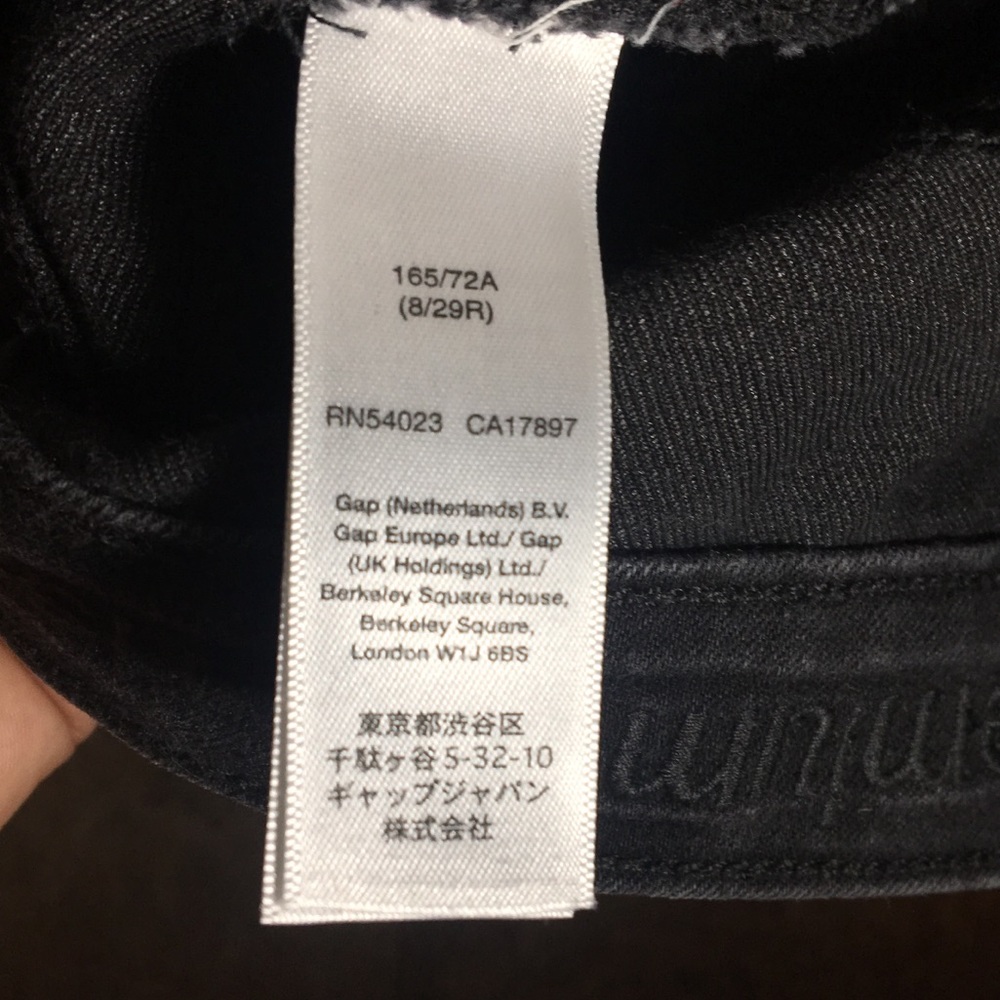 165/72A
(8/29R)
RN54023 CA17897
Gap (Netherlands) B.V.
Gap Europe Ltd./ Gap
(UK Holdings) Ltd./
Berkeley Square House,
Berkeley Square,
London W1J 6BS
東京都渋谷区
千駄ヶ谷5-32-10
ギャップジャパン
株式会社